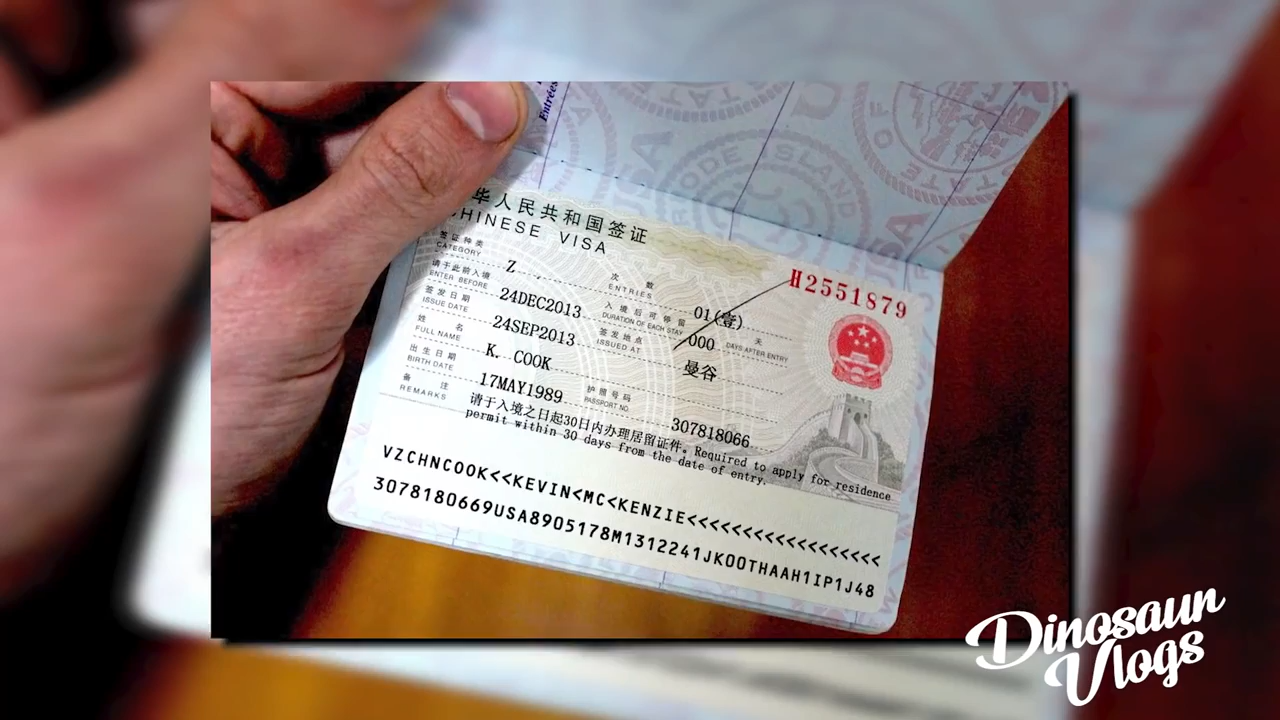 Entrées
华人民共和国签证
CHINESE VISA
H2551879
签证种类
CATEGORY
Z
次 数
ENTRIES
01(壹)
请于此前入境
ENTER BEFORE
24DEC2013
入境后可停留
DURATION OF EACH STAY
000
天
DAYS AFTER ENTRY
签发日期
ISSUE DATE
24SEP2013
签发地点
ISSUED AT
曼谷
姓 名
FULL NAME
K. COOK
出生日期
BIRTH DATE
17MAY1989
护照号码
PASSPORT NO.
307818066
备 注
REMARKS
请于入境之日起30日内办理居留证件。Required to apply for residence
permit within 30 days from the date of entry.
VZCHNCOOK<<KEVIN<MC<KENZIE<<<<<<<<<<<<<<<<<<
3078180669USA8905178M1312241JK00THAAH1IP1J48
Dinosaur
Vlogs